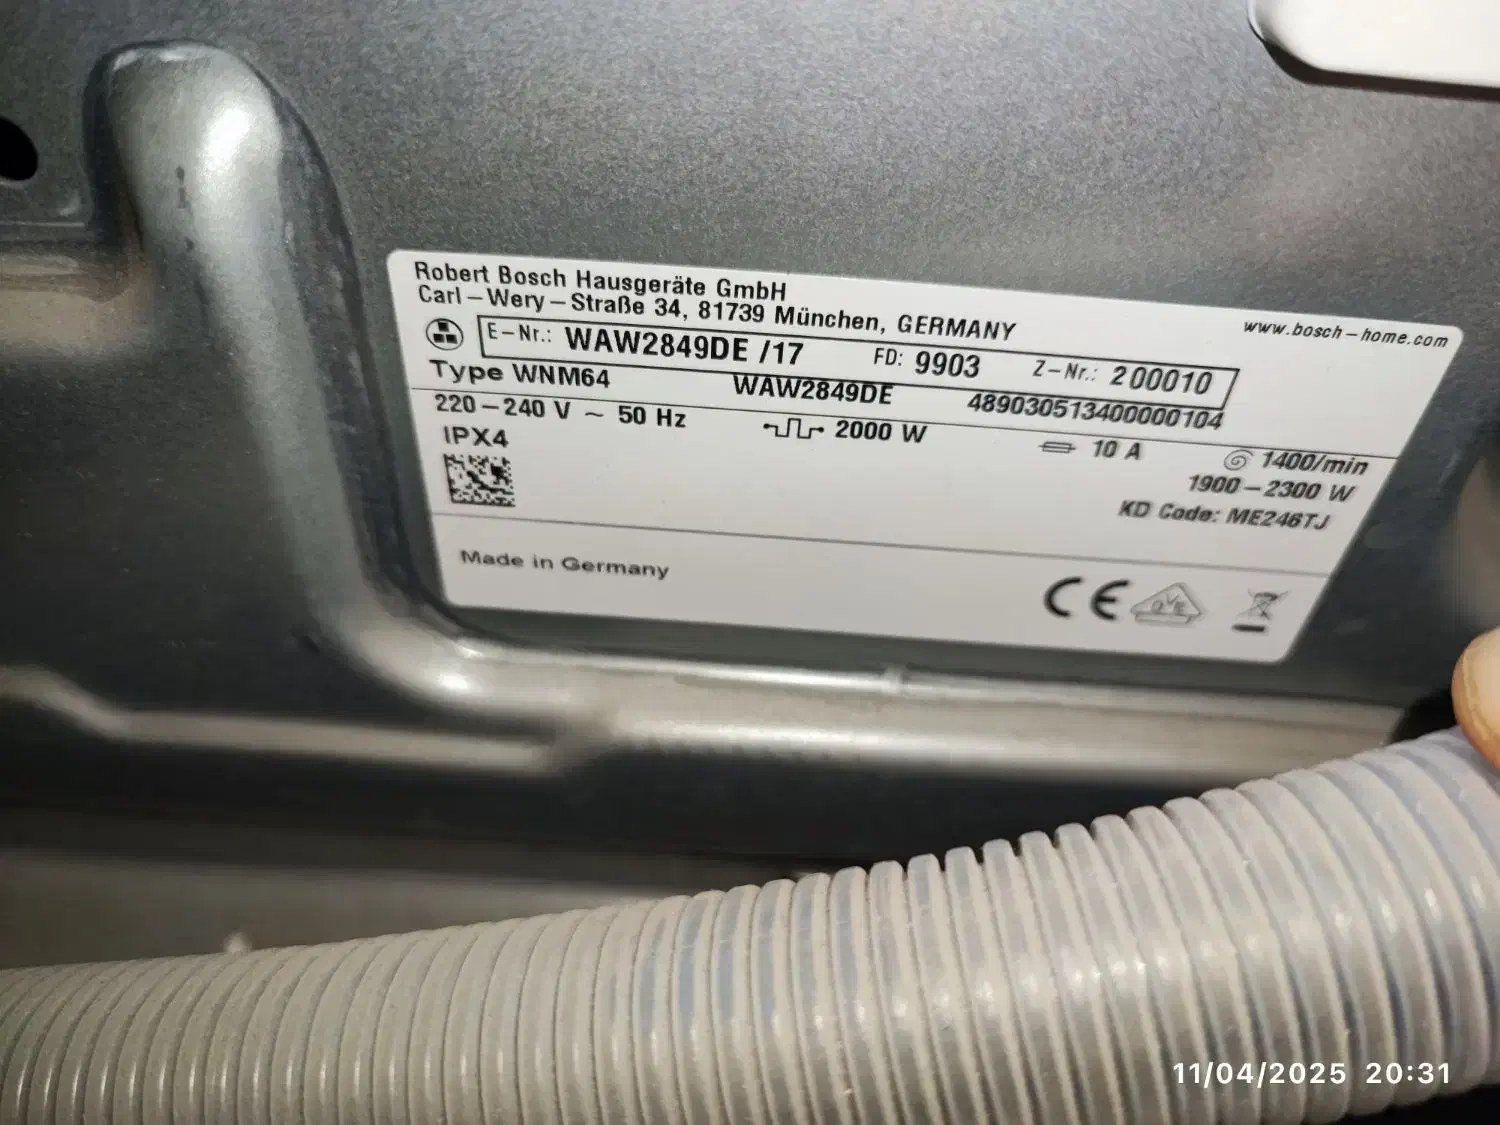 Robert Bosch Hausgeräte GmbH
Carl-Wery-Straße 34, 81739 München, GERMANY
www.bosch-home.com
E-Nr.: WAW2849DE /17 FD: 9903 Z-Nr.: 200010
Type WNM64 WAW2849DE 489030513400000104
220-240 V ~ 50 Hz 2000 W 10 A 1400/min
IPX4 1900-2300 W
KD Code: ME246TJ
Made in Germany
CE OVE
11/04/2025 20:31